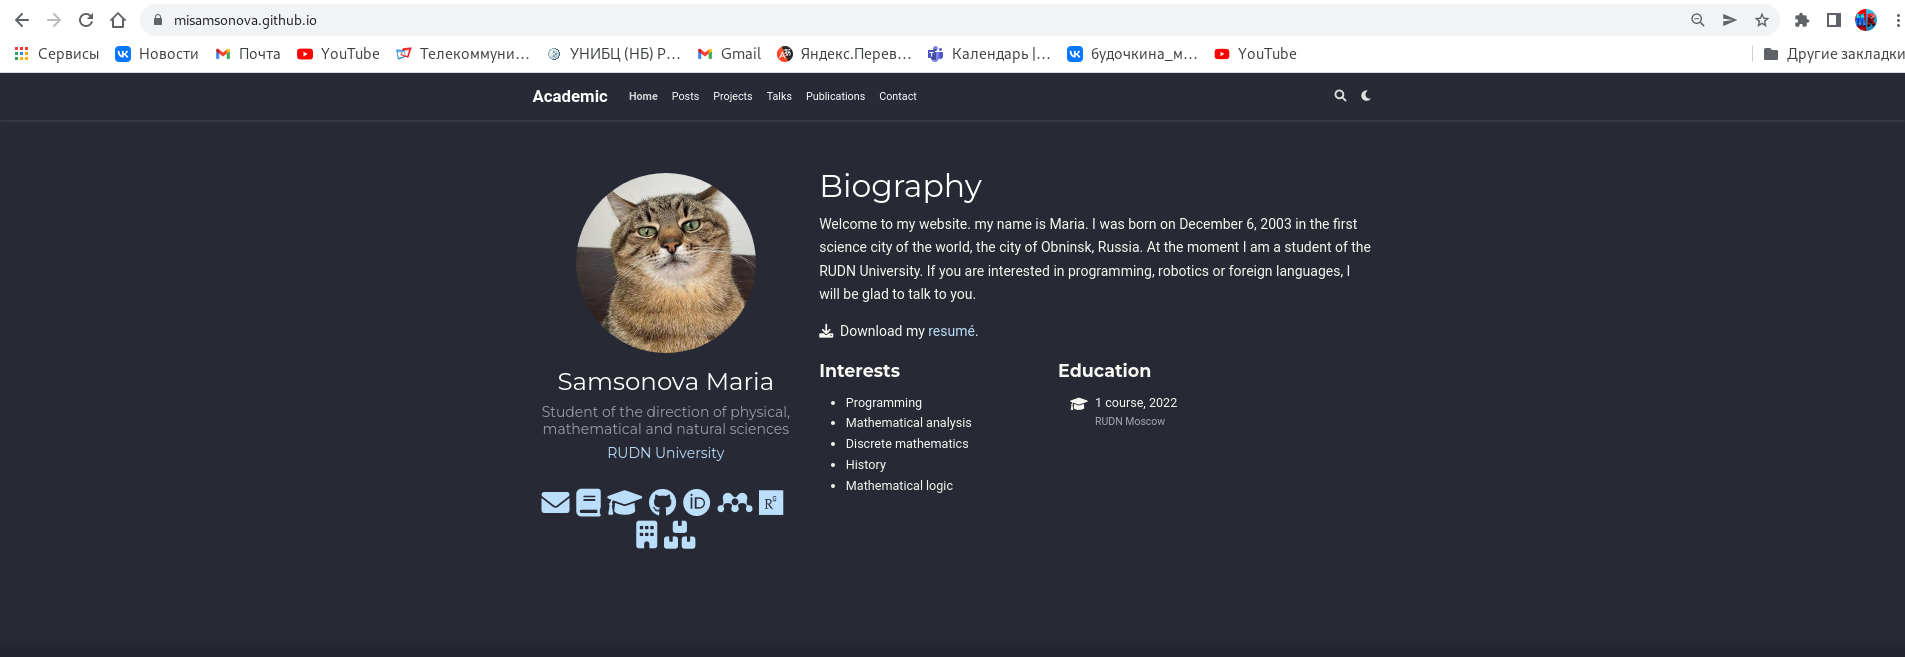 misamsonova.github.io
Сервисы Новости Почта YouTube Телекоммуни... УНИБЦ (НБ) Р... Gmail Яндекс.Перев... Календарь |... будочкина_м... YouTube Другие закладки
Academic Home Posts Projects Talks Publications Contact
Biography
Welcome to my website. my name is Maria. I was born on December 6, 2003 in the first
science city of the world, the city of Obninsk, Russia. At the moment I am a student of the
RUDN University. If you are interested in programming, robotics or foreign languages, I
will be glad to talk to you.
Download my resumé.
Samsonova Maria
Student of the direction of physical,
mathematical and natural sciences
RUDN University
iD
R^G
Interests
Programming
Mathematical analysis
Discrete mathematics
History
Mathematical logic
Education
1 course, 2022
RUDN Moscow